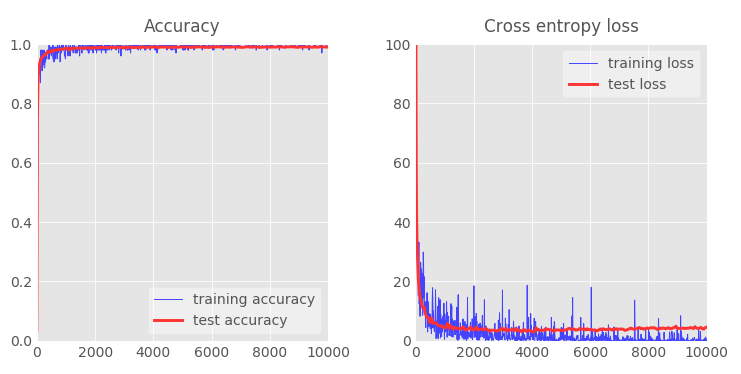 Accuracy
1.0
0.8
0.6
0.4
0.2
0.0
training accuracy
test accuracy
0 2000 4000 6000 8000 10000
Cross entropy loss
100
80
60
40
20
0
training loss
test loss
0 2000 4000 6000 8000 10000